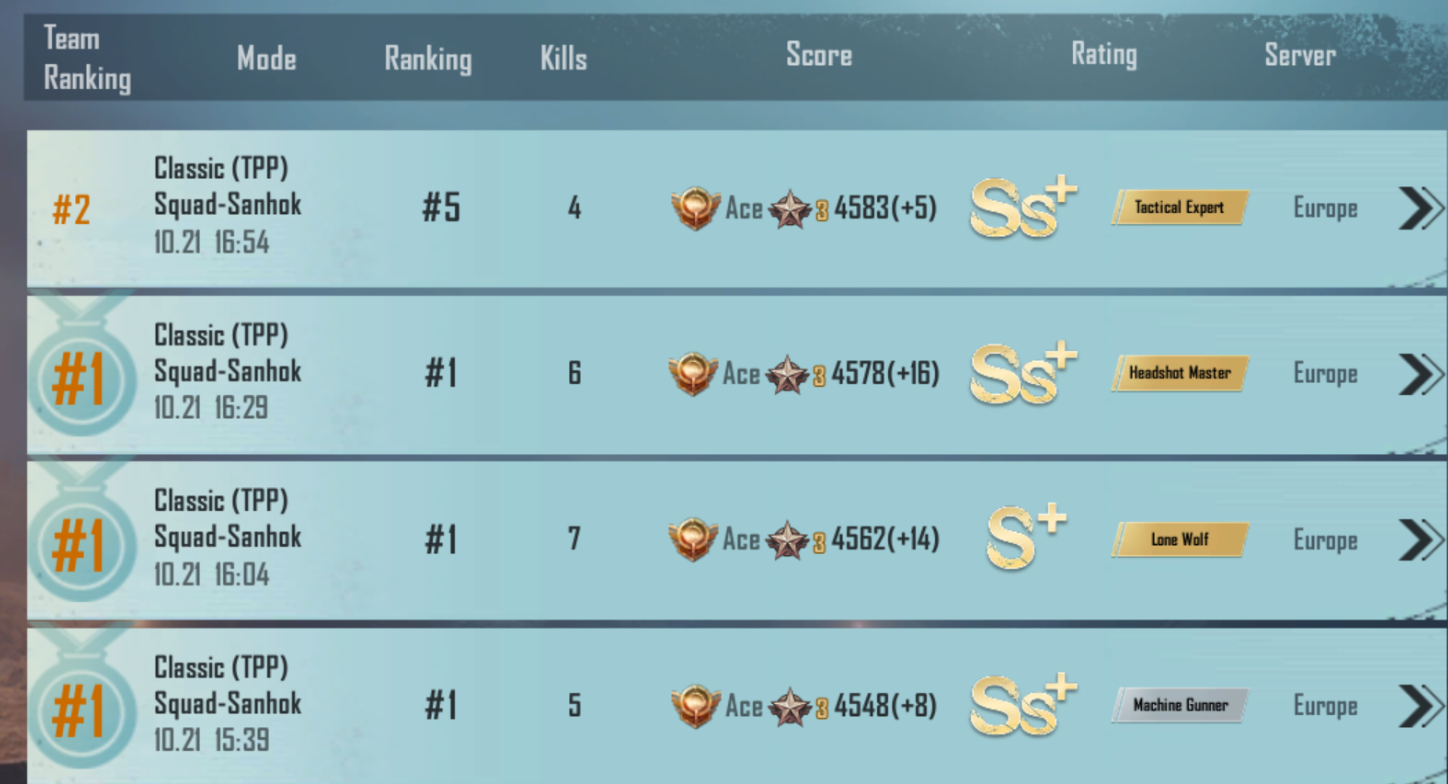 Team Ranking Mode Ranking Kills Score Rating Server
Classic (TPP)
#2 Squad-Sanhok #5 4 Ace 3 4583(+5) Ss+ Tactical Expert Europe
10.21 16:54
Classic (TPP)
#1 Squad-Sanhok #1 6 Ace 3 4578(+16) Ss+ Headshot Master Europe
10.21 16:29
Classic (TPP)
#1 Squad-Sanhok #1 7 Ace 3 4562(+14) S+ Lone Wolf Europe
10.21 16:04
Classic (TPP)
#1 Squad-Sanhok #1 5 Ace 3 4548(+8) Ss+ Machine Gunner Europe
10.21 15:39